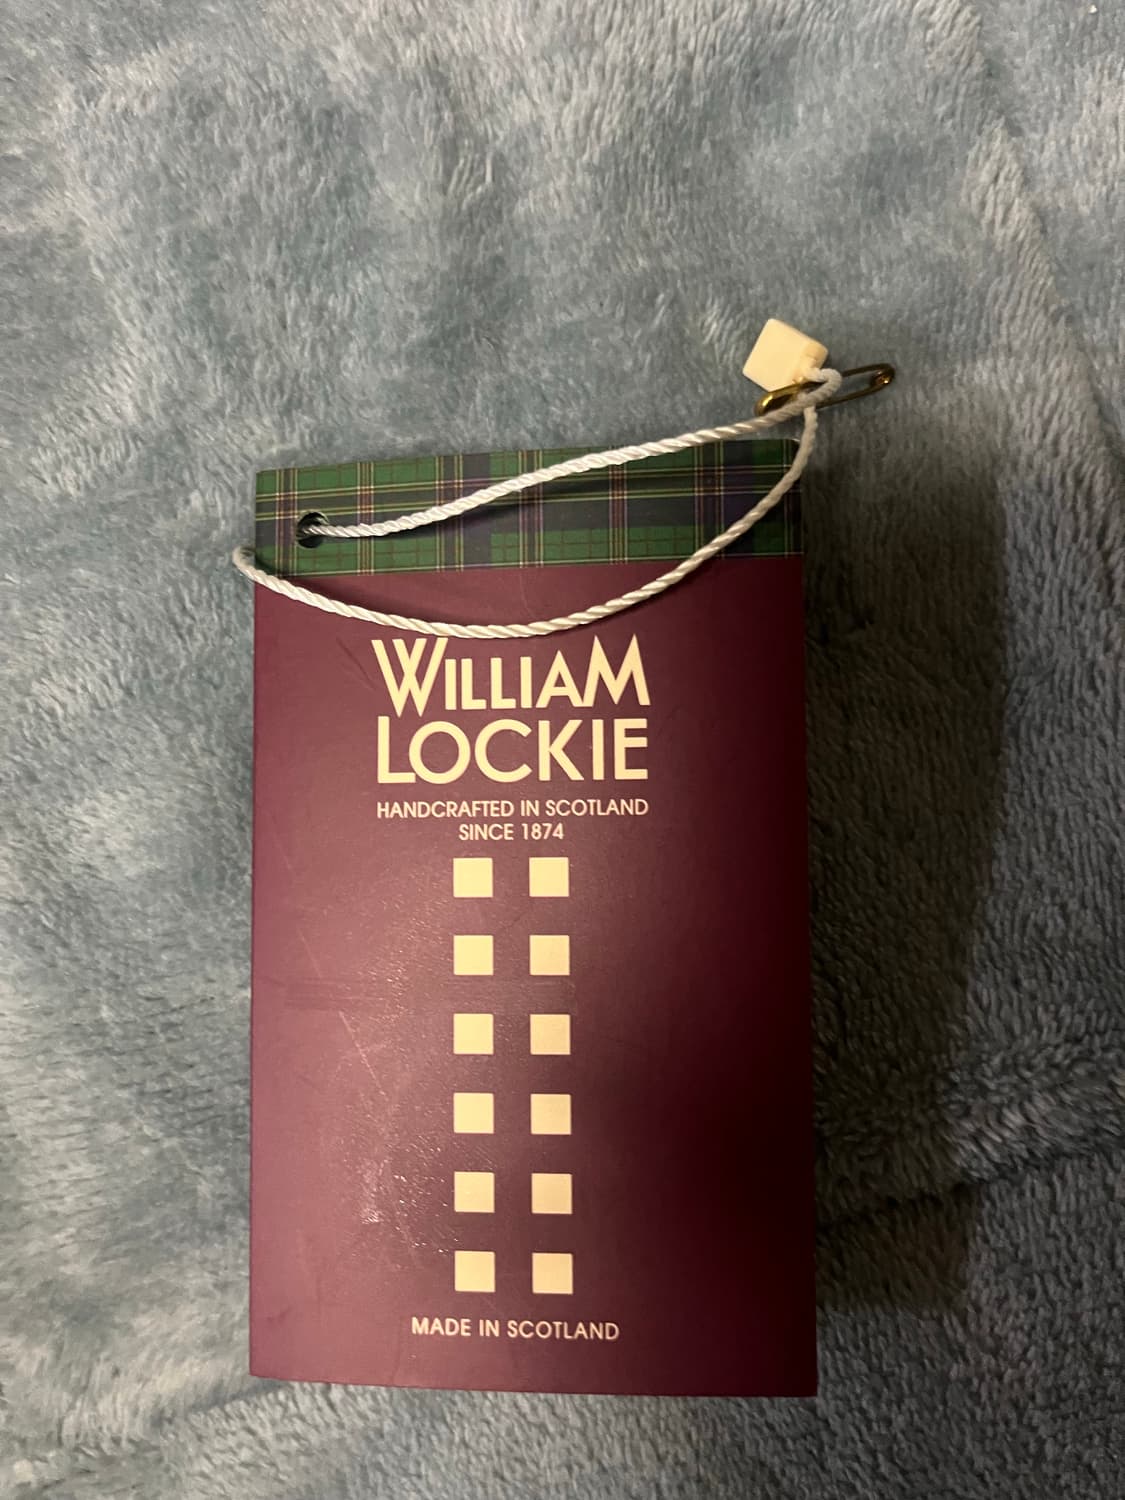 WILLIAM
LOCKIE
HANDCRAFTED IN SCOTLAND
SINCE 1874
MADE IN SCOTLAND